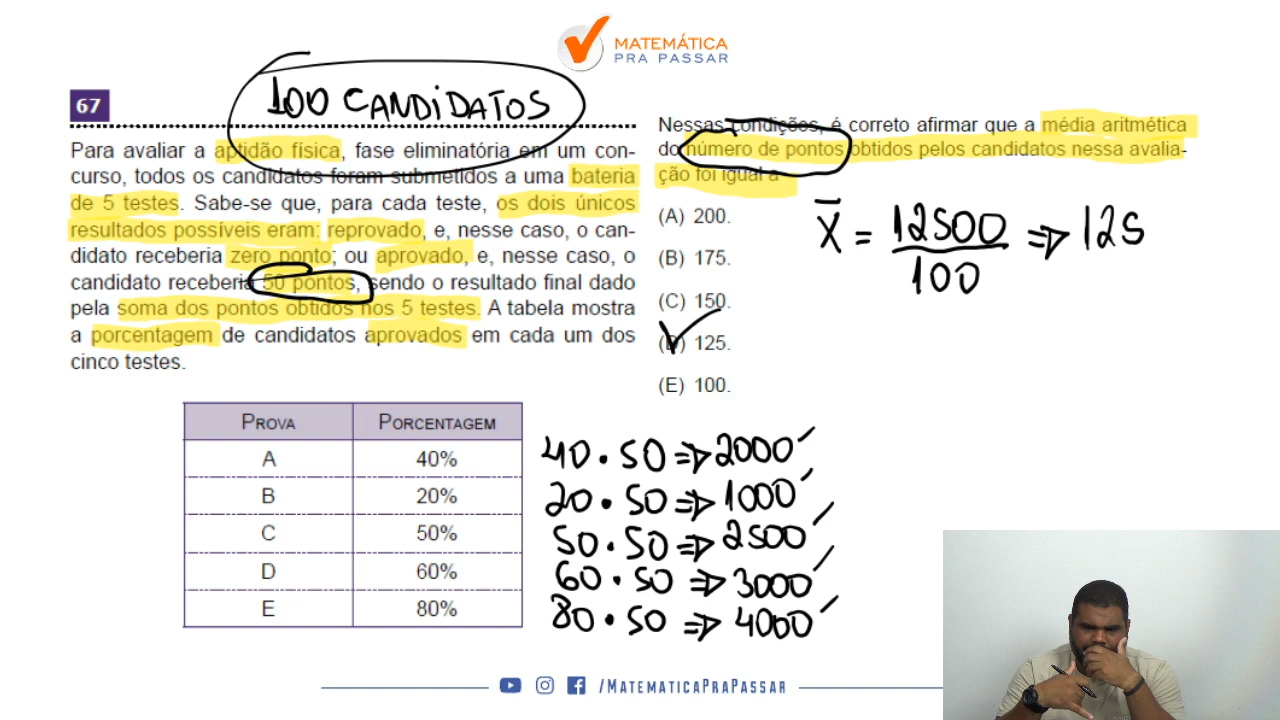 MATEMÁTICA
PRA PASSAR
67
100 CANDIDATOS
Para avaliar a aptidão física, fase eliminatória em um con-
curso, todos os candidatos foram submetidos a uma bateria
de 5 testes. Sabe-se que, para cada teste, os dois únicos
resultados possíveis eram: reprovado, e, nesse caso, o can-
didato receberia zero ponto; ou aprovado, e, nesse caso, o
candidato receberia 50 pontos, sendo o resultado final dado
pela soma dos pontos obtidos nos 5 testes. A tabela mostra
a porcentagem de candidatos aprovados em cada um dos
cinco testes.
PROVA PORCENTAGEM
A 40%
B 20%
C 50%
D 60%
E 80%
40 · 50 ⇒ 2000
20 · 50 ⇒ 1000
50 · 50 ⇒ 2500
60 · 50 ⇒ 3000
80 · 50 ⇒ 4000
Nessas condições, é correto afirmar que a média aritmética
do número de pontos obtidos pelos candidatos nessa avalia-
ção foi igual a
(A) 200.
(B) 175.
(C) 150.
(D) 125.
(E) 100.
X̄ = 12500 ⇒ 125
100
/MATEMATICAPRAPASSAR